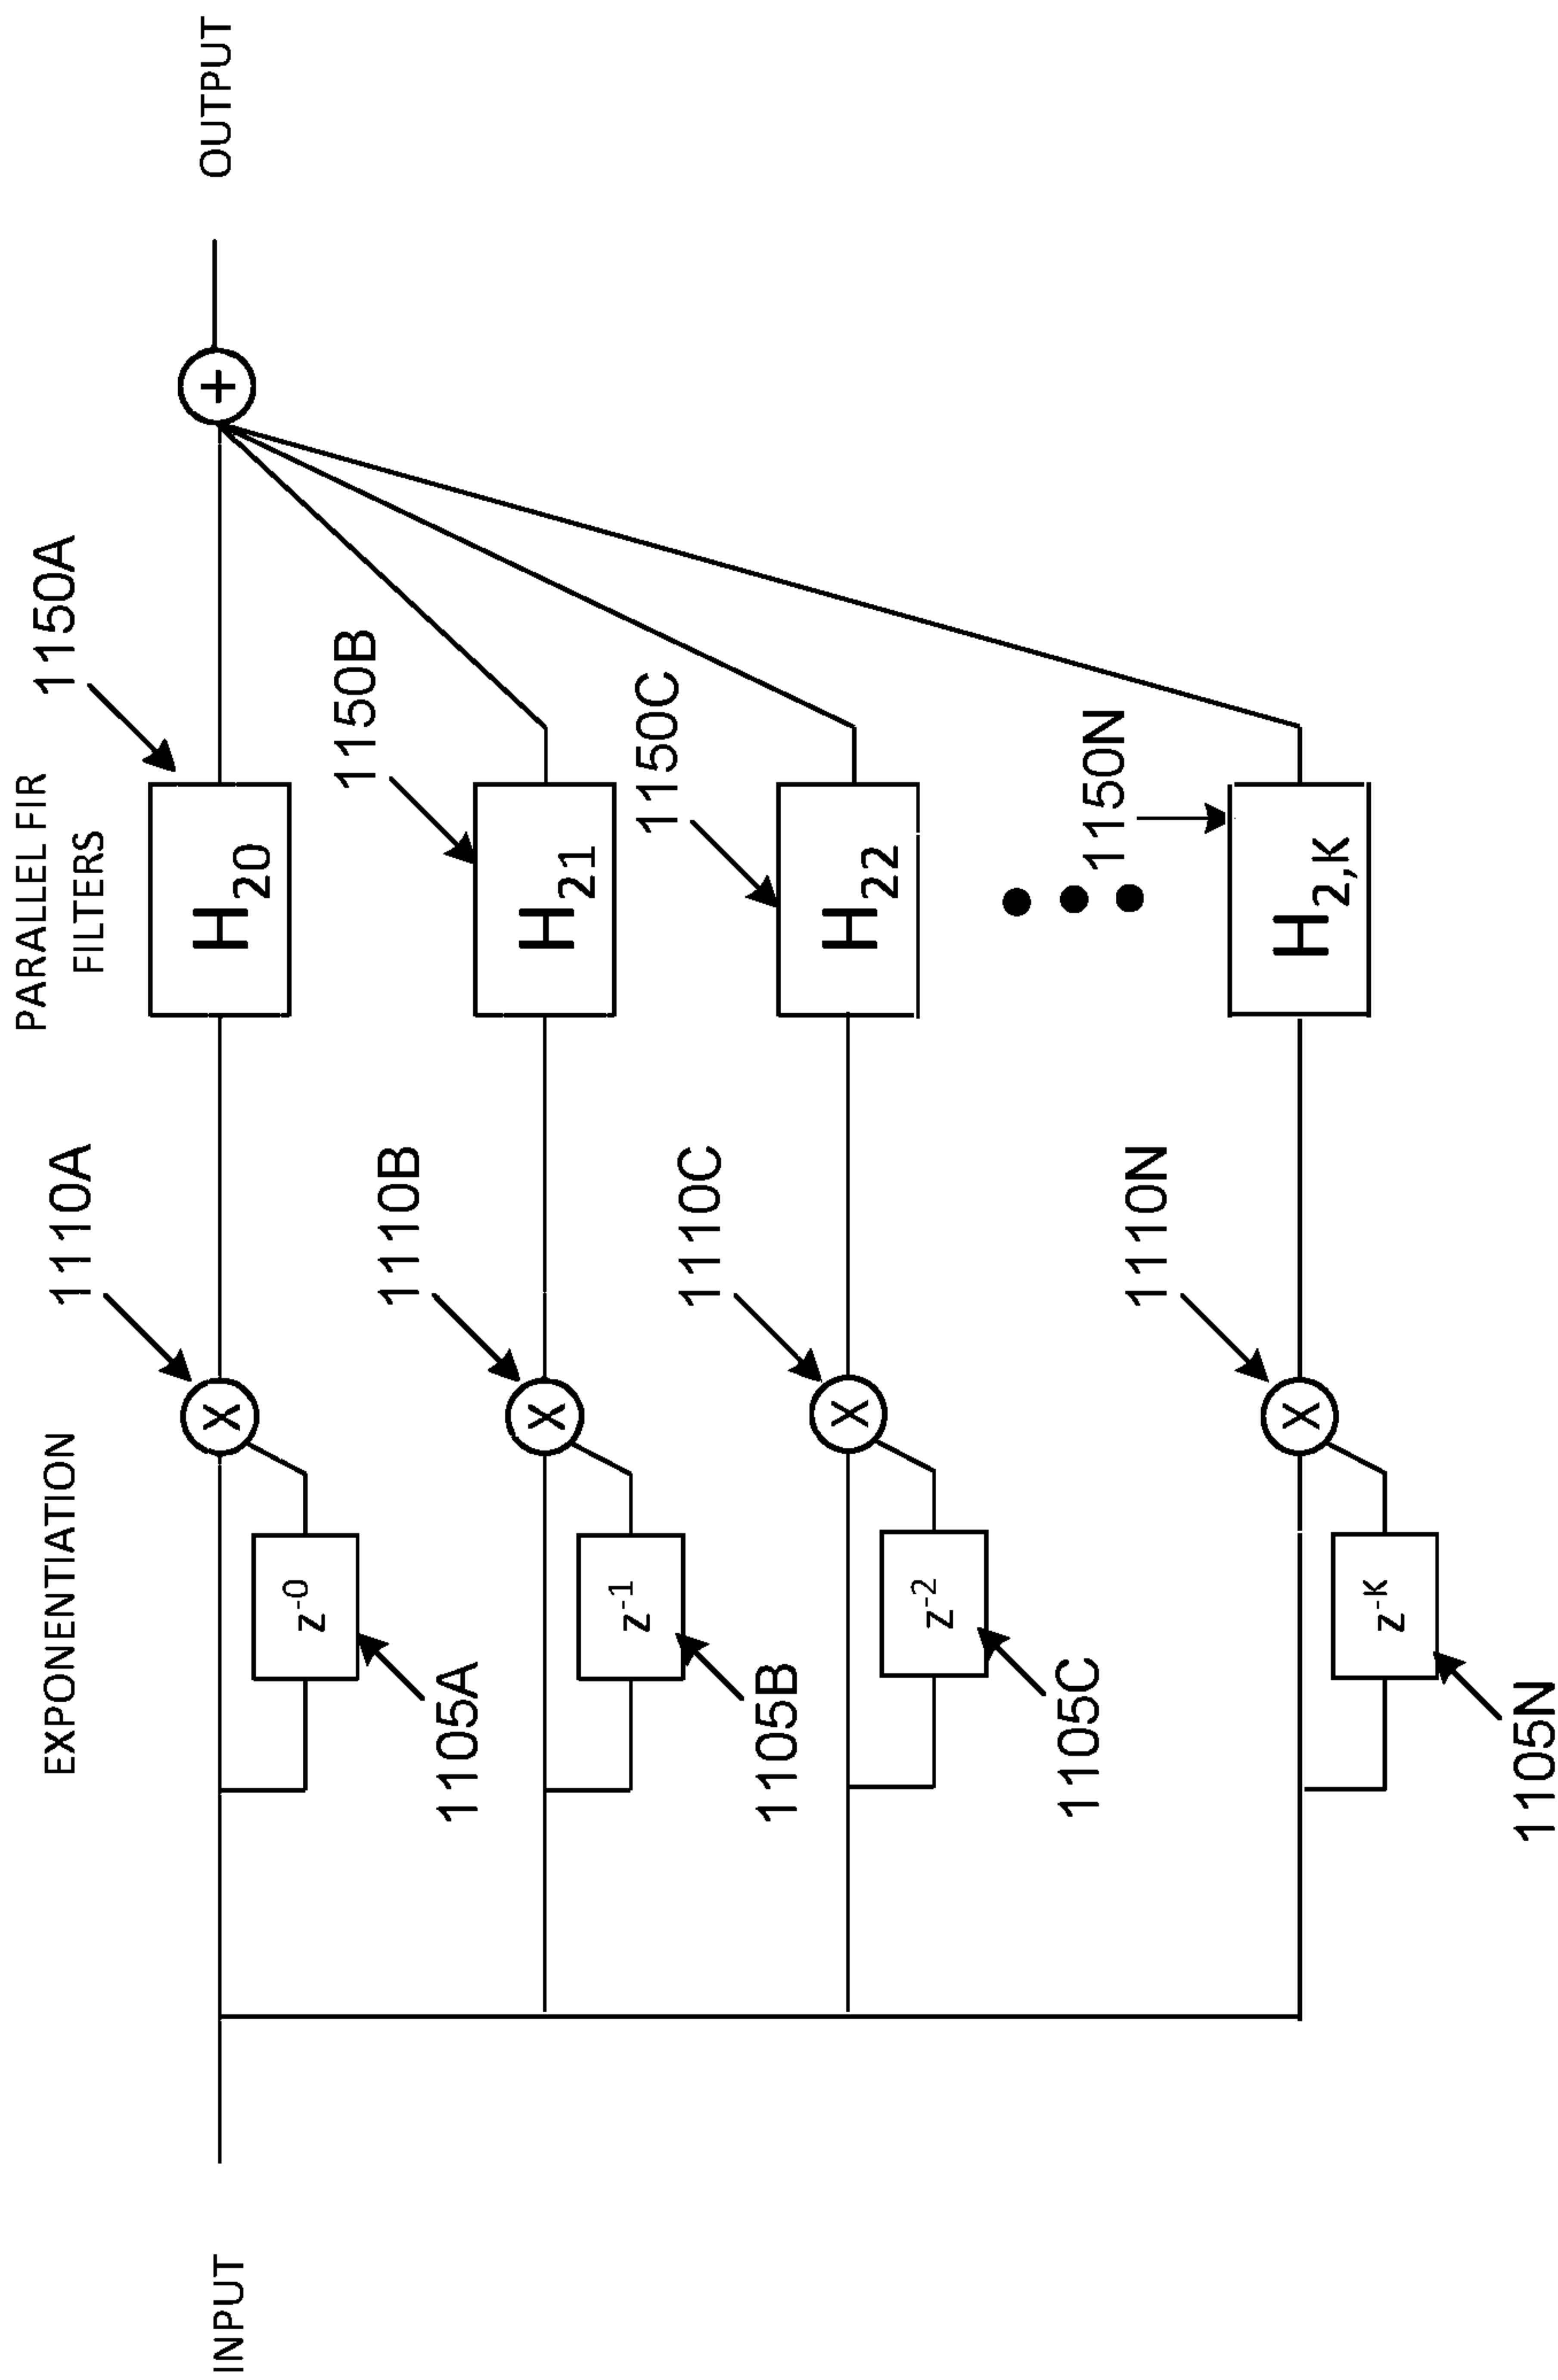 PARALLEL FIR
FILTERS
EXPONENTIATION
1110A
1150A
INPUT
X
H20
+
OUTPUT
z-0
1105A
1110B
1150B
X
H21
z-1
1105B
1110C
1150C
X
H22
z-2
1105C
1110N
1150N
X
H2,K
z-K
1105N